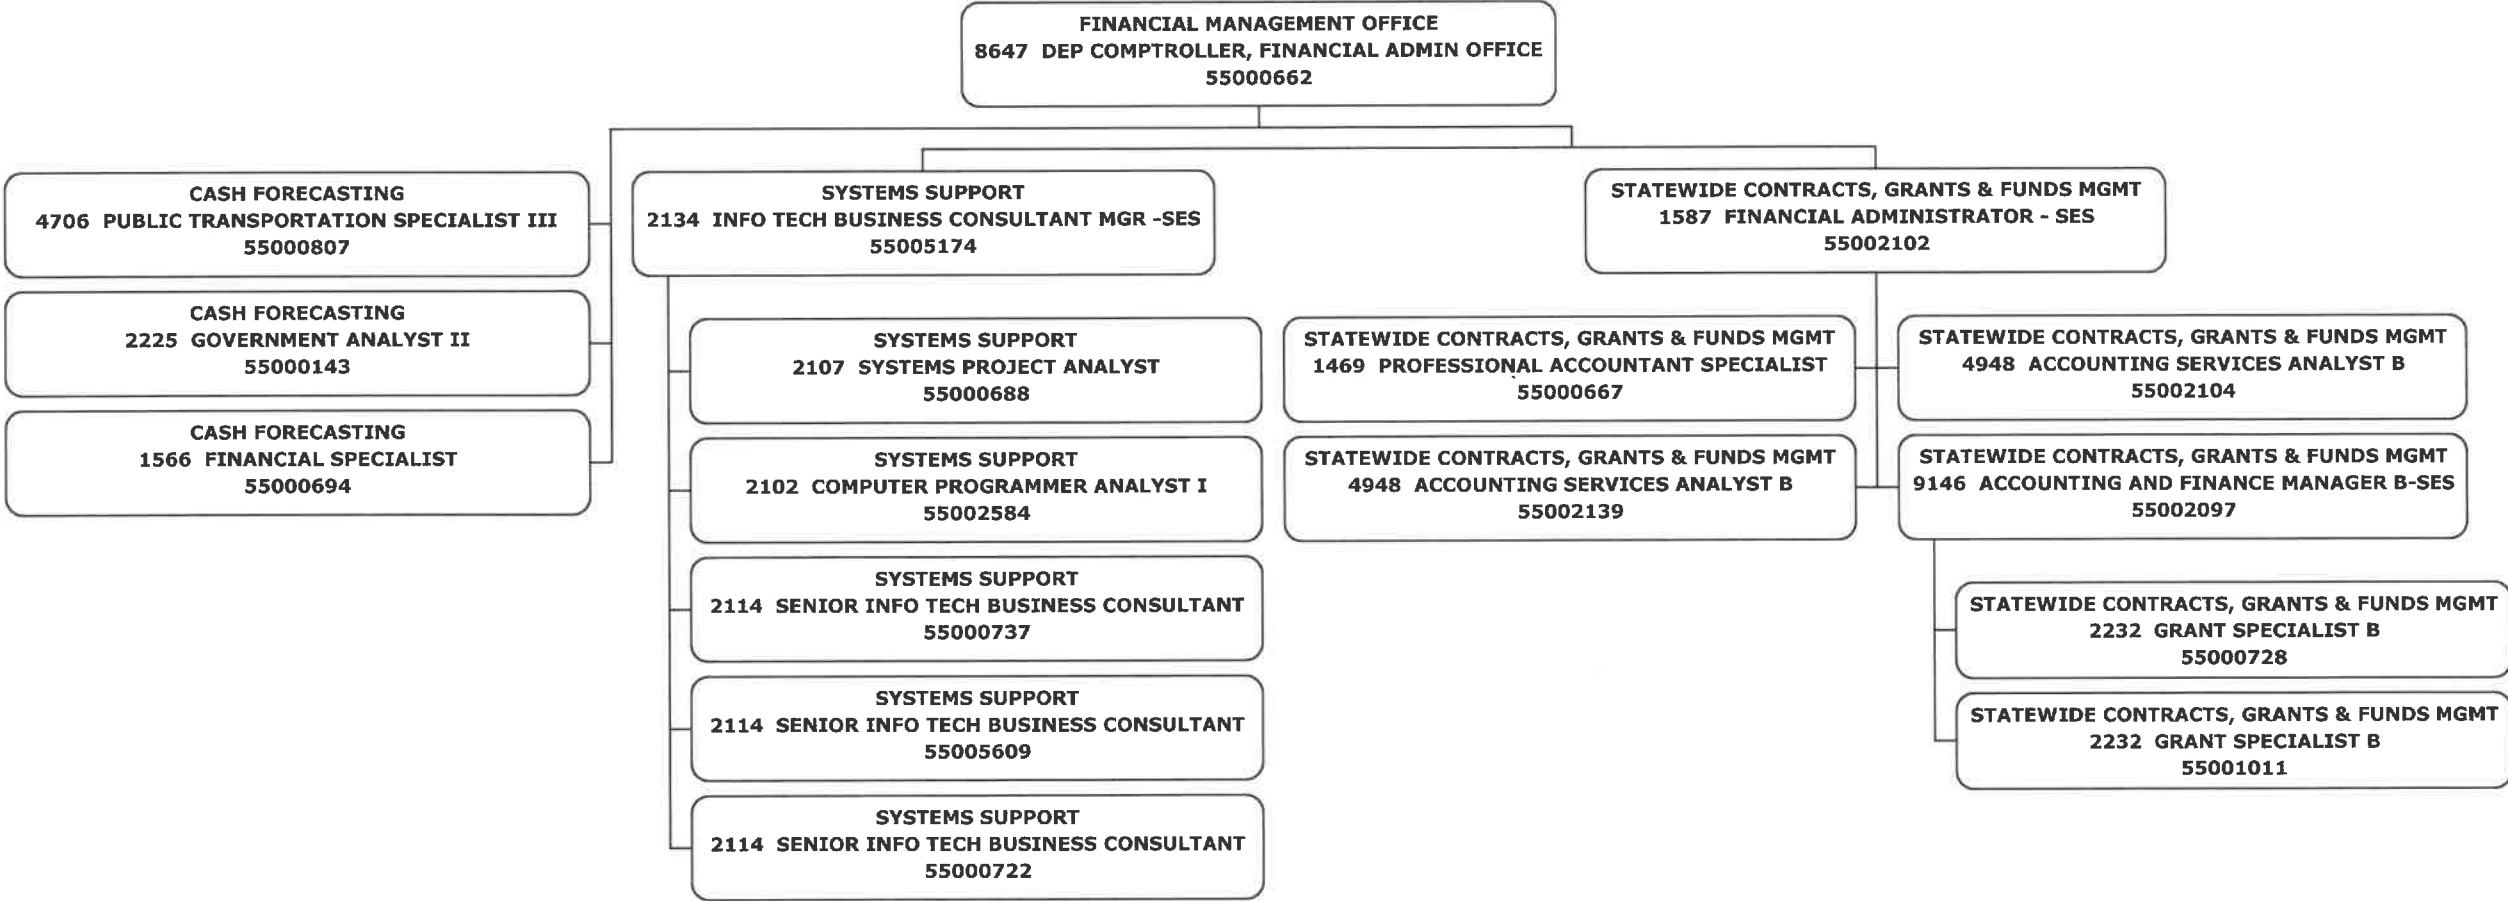 FINANCIAL MANAGEMENT OFFICE
8647 DEP COMPTROLLER, FINANCIAL ADMIN OFFICE
55000662
CASH FORECASTING
4706 PUBLIC TRANSPORTATION SPECIALIST III
55000807
CASH FORECASTING
2225 GOVERNMENT ANALYST II
55000143
CASH FORECASTING
1566 FINANCIAL SPECIALIST
55000694
SYSTEMS SUPPORT
2134 INFO TECH BUSINESS CONSULTANT MGR -SES
55005174
SYSTEMS SUPPORT
2107 SYSTEMS PROJECT ANALYST
55000688
SYSTEMS SUPPORT
2102 COMPUTER PROGRAMMER ANALYST I
55002584
SYSTEMS SUPPORT
2114 SENIOR INFO TECH BUSINESS CONSULTANT
55000737
SYSTEMS SUPPORT
2114 SENIOR INFO TECH BUSINESS CONSULTANT
55005609
SYSTEMS SUPPORT
2114 SENIOR INFO TECH BUSINESS CONSULTANT
55000722
STATEWIDE CONTRACTS, GRANTS & FUNDS MGMT
1587 FINANCIAL ADMINISTRATOR - SES
55002102
STATEWIDE CONTRACTS, GRANTS & FUNDS MGMT
1469 PROFESSIONAL ACCOUNTANT SPECIALIST
55000667
STATEWIDE CONTRACTS, GRANTS & FUNDS MGMT
4948 ACCOUNTING SERVICES ANALYST B
55002104
STATEWIDE CONTRACTS, GRANTS & FUNDS MGMT
4948 ACCOUNTING SERVICES ANALYST B
55002139
STATEWIDE CONTRACTS, GRANTS & FUNDS MGMT
9146 ACCOUNTING AND FINANCE MANAGER B-SES
55002097
STATEWIDE CONTRACTS, GRANTS & FUNDS MGMT
2232 GRANT SPECIALIST B
55000728
STATEWIDE CONTRACTS, GRANTS & FUNDS MGMT
2232 GRANT SPECIALIST B
55001011